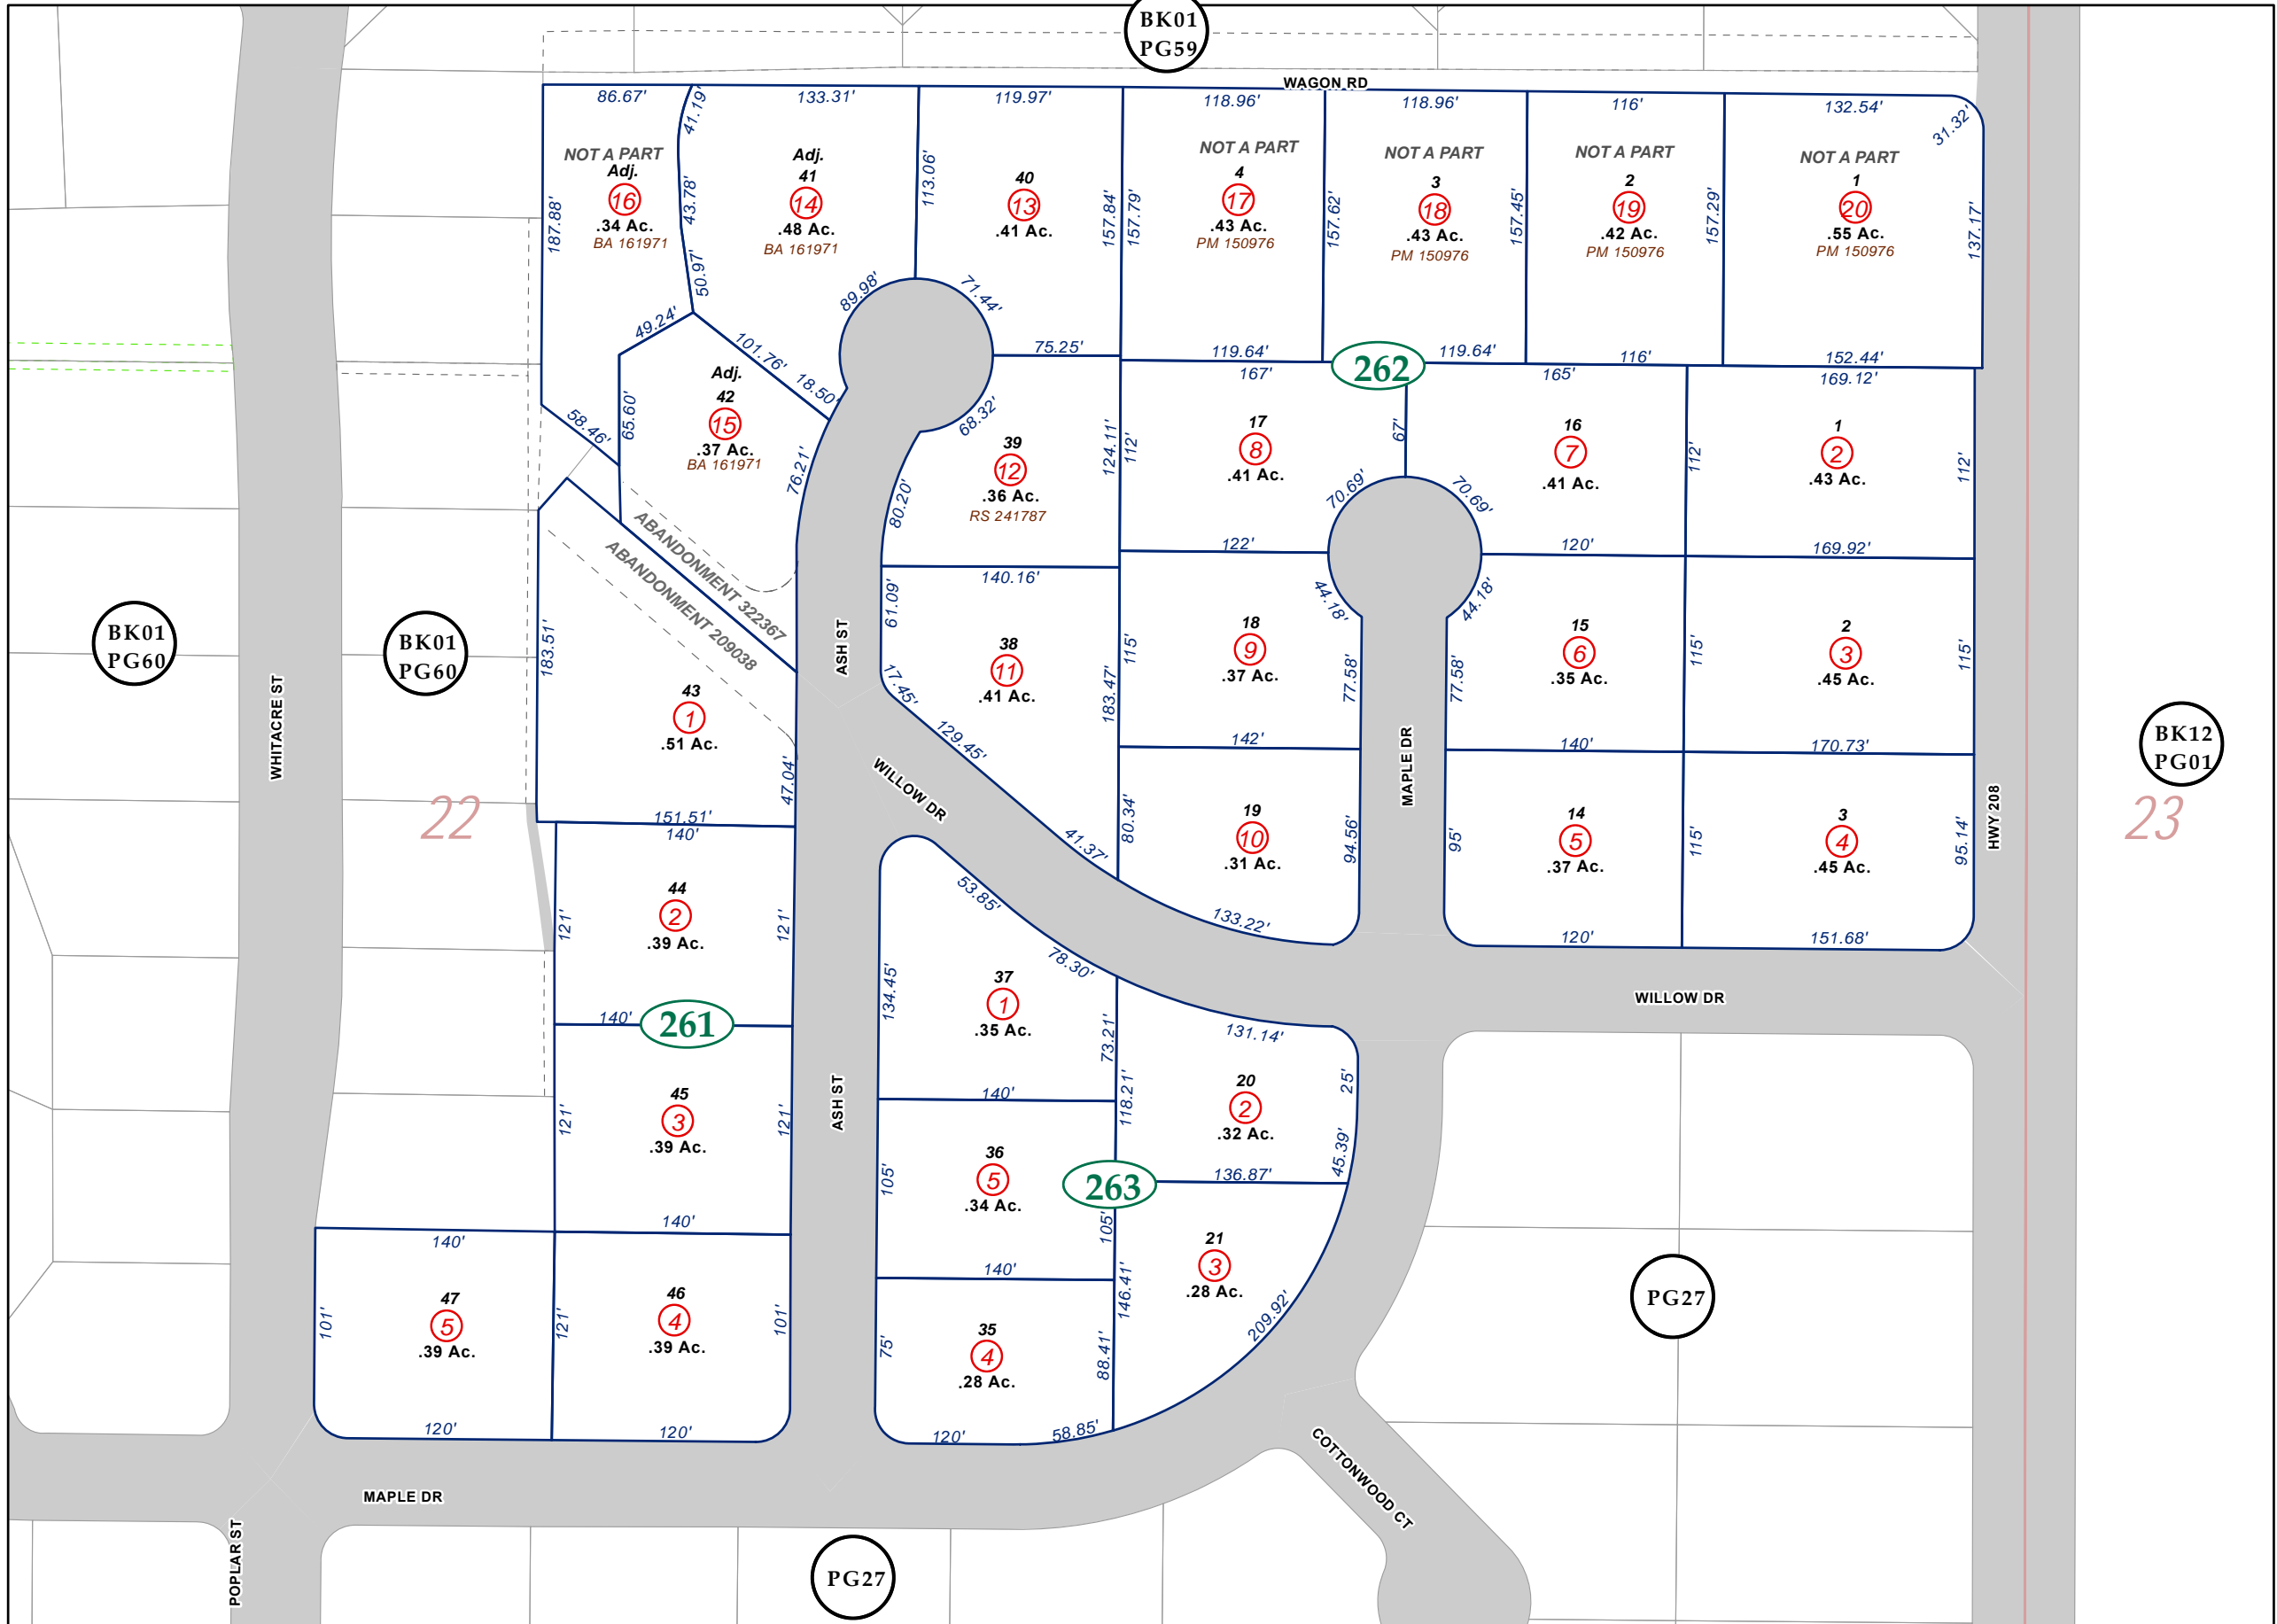 BK01
PG59
WAGON RD
86.67'
41.19'
133.31'
119.97'
118.96'
118.96'
116'
132.54'
31.32'
NOT A PART
Adj.
16
.34 Ac.
BA 161971
187.88'
43.78'
50.97'
Adj.
41
14
.48 Ac.
BA 161971
113.06'
40
13
.41 Ac.
157.84'
157.79'
NOT A PART
4
17
.43 Ac.
PM 150976
157.62'
NOT A PART
3
18
.43 Ac.
PM 150976
157.45'
NOT A PART
2
19
.42 Ac.
PM 150976
157.29'
NOT A PART
1
20
.55 Ac.
PM 150976
137.17'
89.98'
71.44'
49.24'
101.76'
18.50'
75.25'
119.64'
262
119.64'
116'
152.44'
167'
165'
169.12'
58.46'
65.60'
Adj.
42
15
.37 Ac.
BA 161971
76.21'
68.32'
80.20'
39
12
.36 Ac.
RS 241787
124.11'
112'
17
8
.41 Ac.
67'
70.69'
70.69'
16
7
.41 Ac.
112'
1
2
.43 Ac.
112'
122'
120'
169.92'
ABANDONMENT 322367
ABANDONMENT 209038
140.16'
61.09'
ASH ST
44.18'
44.18'
BK01
PG60
BK01
PG60
183.51'
WHITACRE ST
43
1
.51 Ac.
47.04'
38
11
.41 Ac.
17.45'
129.45'
183.47'
115'
18
9
.37 Ac.
77.58'
77.58'
15
6
.35 Ac.
115'
2
3
.45 Ac.
115'
BK12
PG01
142'
140'
170.73'
MAPLE DR
WILLOW DR
22
23
151.51'
140'
41.37'
80.34'
19
10
.31 Ac.
94.56'
95'
14
5
.37 Ac.
115'
3
4
.45 Ac.
95.14'
HWY 208
53.85'
133.22'
120'
151.68'
121'
44
2
.39 Ac.
121'
78.30'
134.45'
37
1
.35 Ac.
73.21'
WILLOW DR
140'
261
131.14'
ASH ST
140'
118.21'
20
2
.32 Ac.
25'
45.39'
121'
45
3
.39 Ac.
121'
105'
36
5
.34 Ac.
263
136.87'
105'
140'
140'
140'
21
3
.28 Ac.
146.41'
209.92'
PG27
101'
47
5
.39 Ac.
121'
46
4
.39 Ac.
101'
75'
35
4
.28 Ac.
88.41'
120'
120'
120'
58.85'
MAPLE DR
COTTONWOOD CT
POPLAR ST
PG27